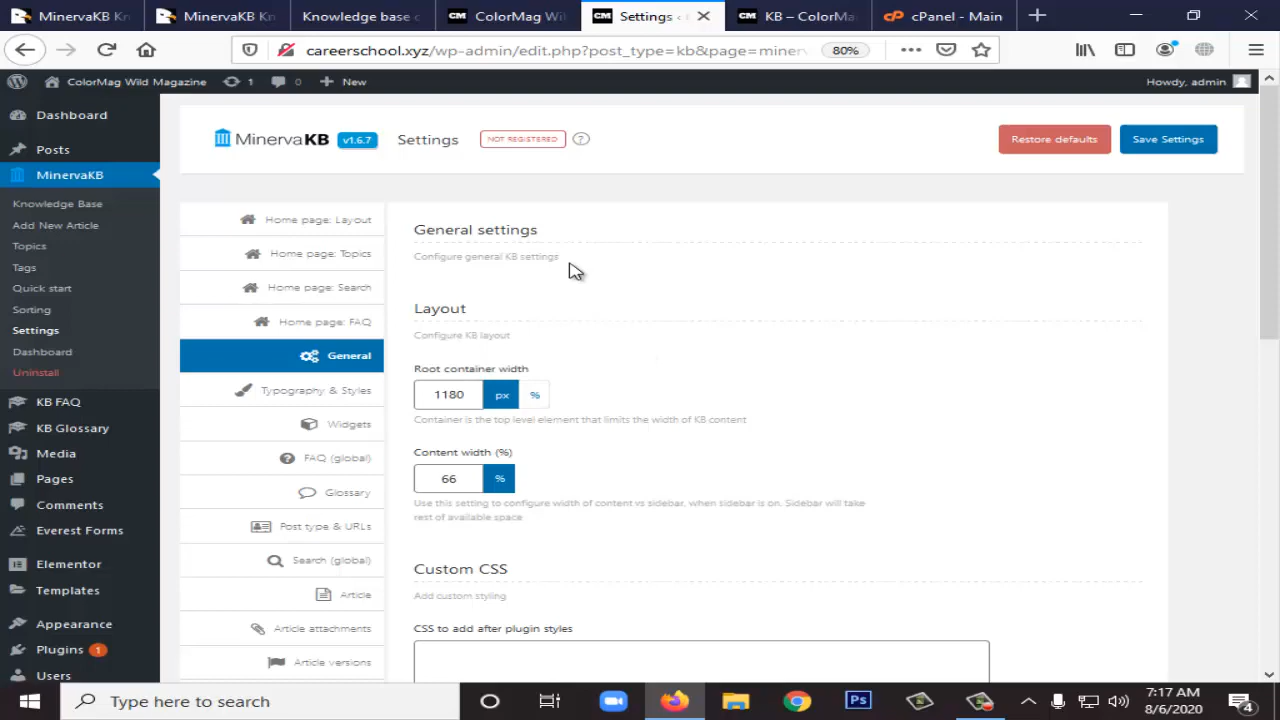 MinervaKB Kn
MinervaKB Kn
Knowledge base c
CM ColorMag Wi
CM Settings ‹
CM KB – ColorMa
cP cPanel - Main
careerschool.xyz/wp-admin/edit.php?post_type=kb&page=miner
80%
ColorMag Wild Magazine 1 0 New
Howdy, admin
Dashboard
Posts
MinervaKB
Knowledge Base
Add New Article
Topics
Tags
Quick start
Sorting
Settings
Dashboard
Uninstall
KB FAQ
KB Glossary
Media
Pages
Comments
Everest Forms
Elementor
Templates
Appearance
Plugins 1
Users
MinervaKB v1.6.7 Settings NOT REGISTERED ?
Restore defaults
Save Settings
Home page: Layout
Home page: Topics
Home page: Search
Home page: FAQ
General
Typography & Styles
Widgets
FAQ (global)
Glossary
Post type & URLs
Search (global)
Article
Article attachments
Article versions
General settings
Configure general KB settings
Layout
Configure KB layout
Root container width
1180 px %
Container is the top level element that limits the width of KB content
Content width (%)
66 %
Use this setting to configure width of content vs sidebar, when sidebar is on. Sidebar will take
rest of available space
Custom CSS
Add custom styling
CSS to add after plugin styles
Type here to search
Ps
7:17 AM
8/6/2020
4